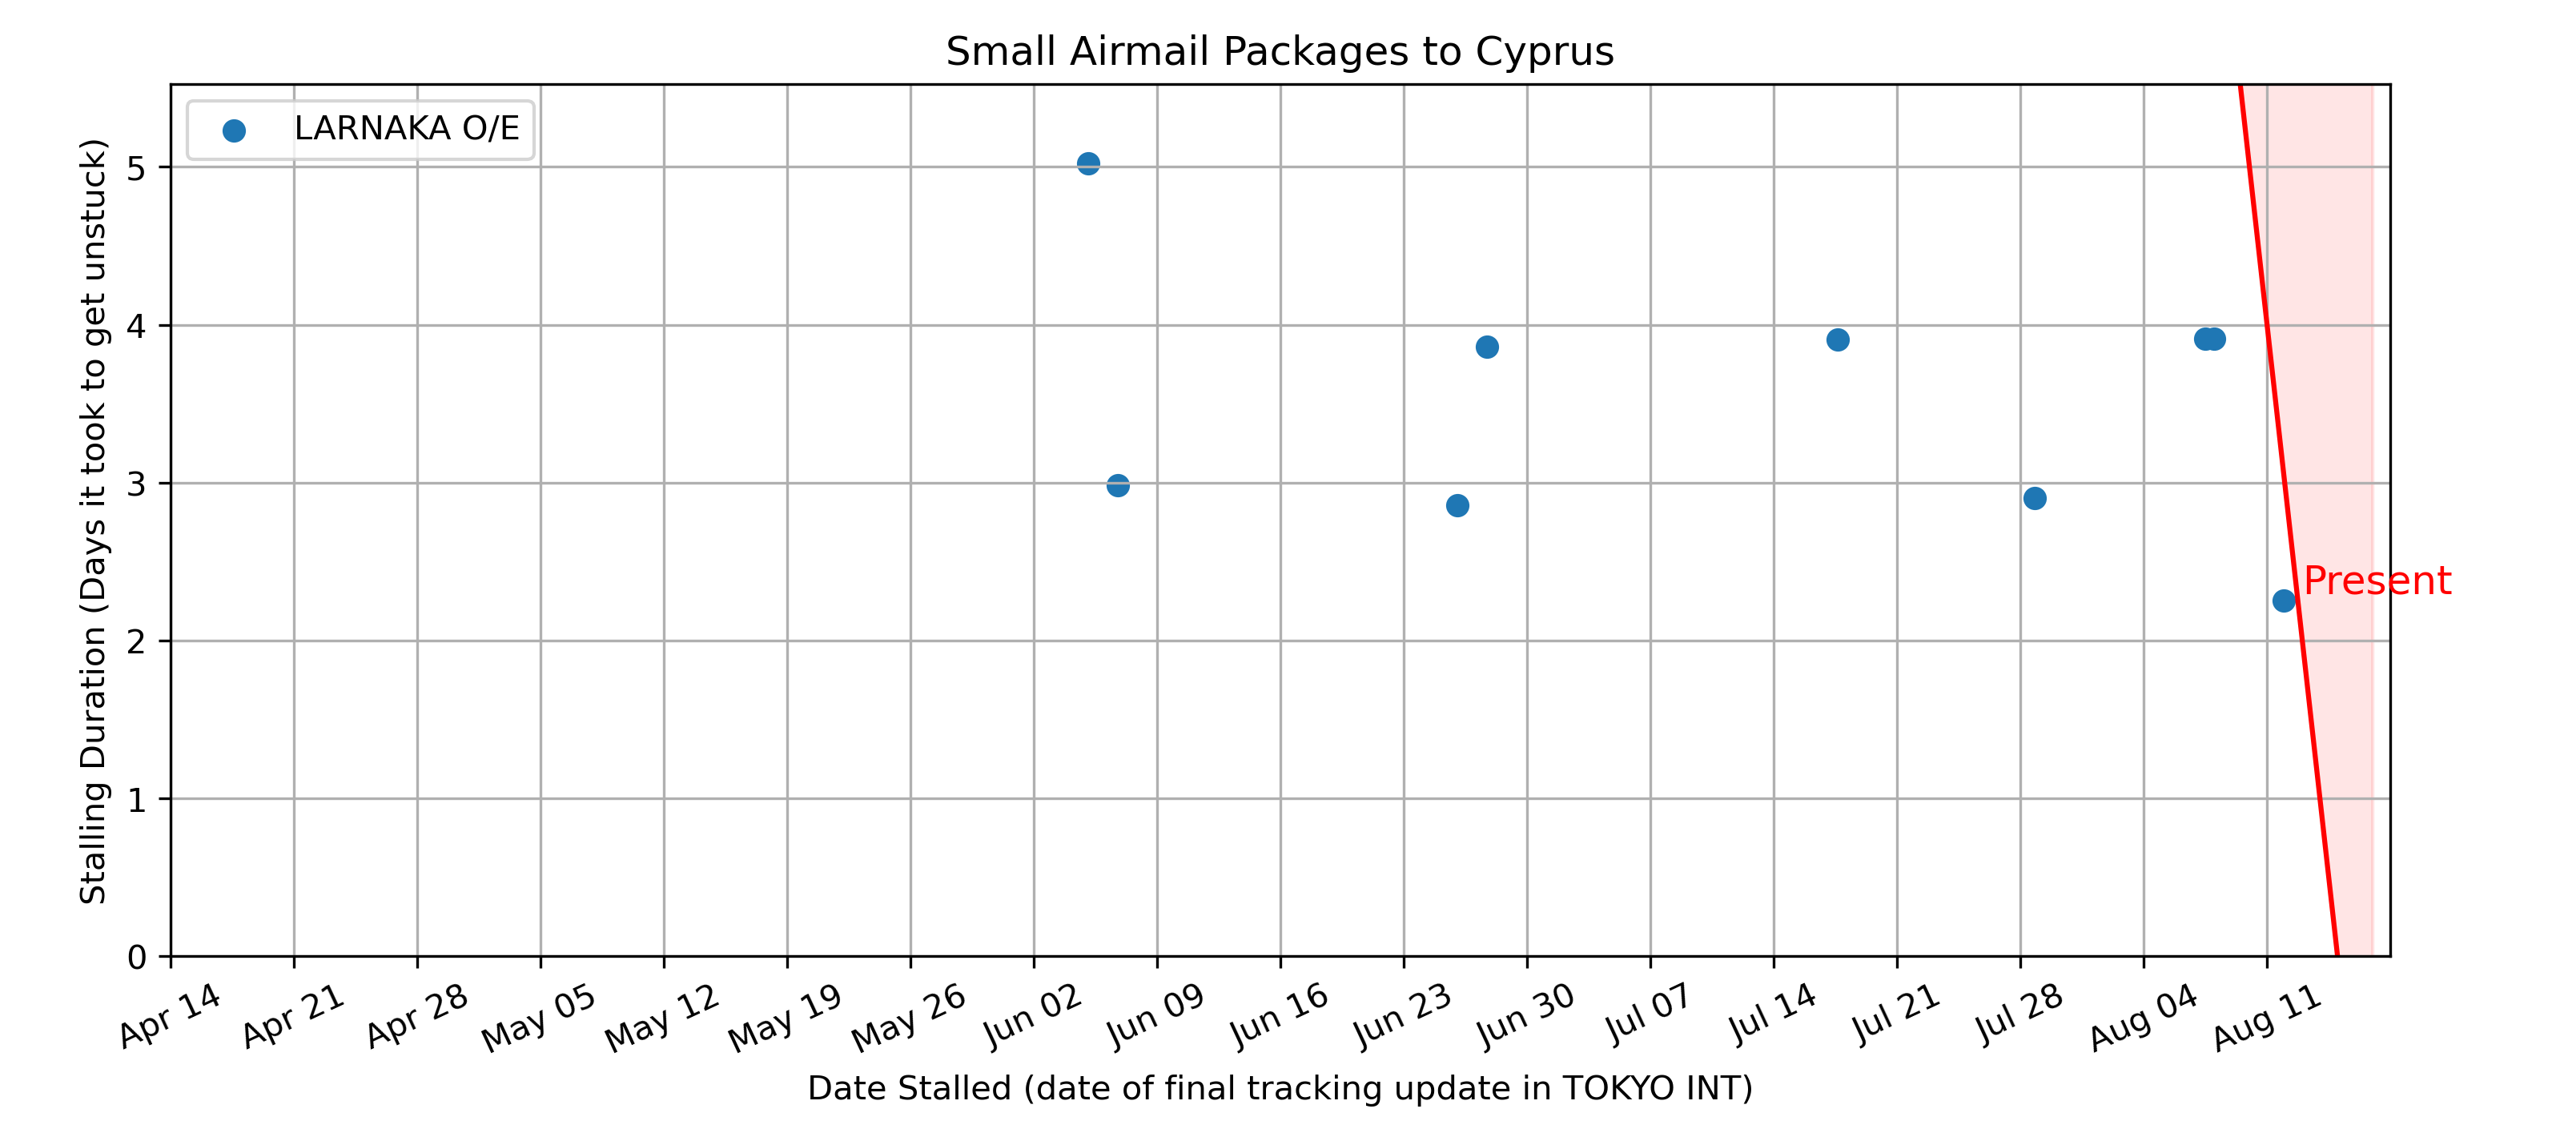 Small Airmail Packages to Cyprus
LARNAKA O/E
Stalling Duration (Days it took to get unstuck)
5
4
3
2
1
0
Present
Apr 14 Apr 21 Apr 28 May 05 May 12 May 19 May 26 Jun 02 Jun 09 Jun 16 Jun 23 Jun 30 Jul 07 Jul 14 Jul 21 Jul 28 Aug 04 Aug 11
Date Stalled (date of final tracking update in TOKYO INT)